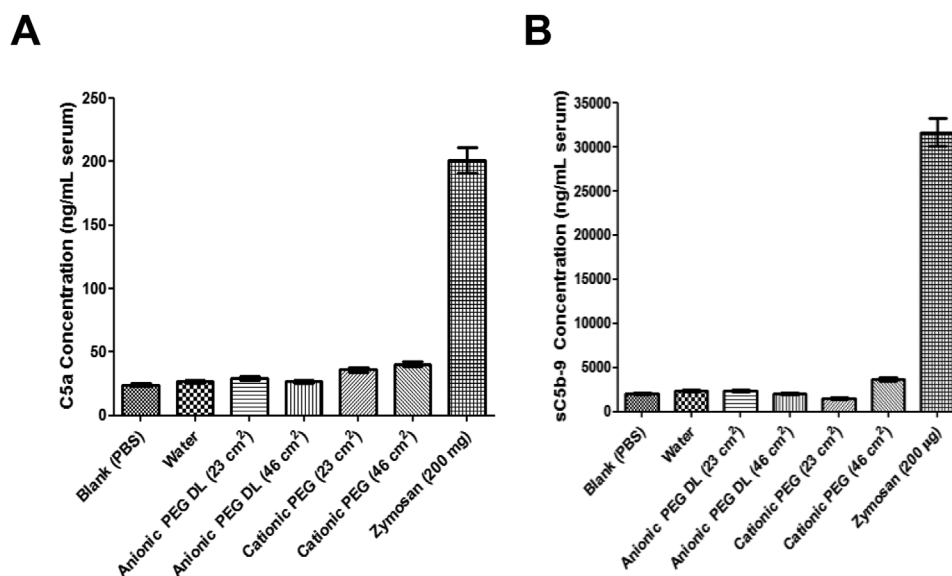 A
C5a Concentration (ng/mL serum)
250
200
150
100
50
0
Blank (PBS)
Water
Anionic PEG DL (23 cm²)
Anionic PEG DL (46 cm²)
Cationic PEG (23 cm²)
Cationic PEG (46 cm²)
Zymosan (200 mg)
B
sC5b-9 Concentration (ng/mL serum)
35000
30000
25000
20000
15000
10000
5000
0
Blank (PBS)
Water
Anionic PEG DL (23 cm²)
Anionic PEG DL (46 cm²)
Cationic PEG (23 cm²)
Cationic PEG (46 cm²)
Zymosan (200 µg)